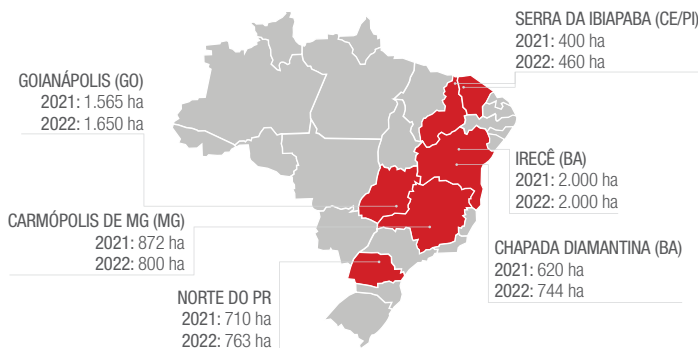 SERRA DA IBIAPABA (CE/PI)
2021: 400 ha
2022: 460 ha
GOIANÁPOLIS (GO)
2021: 1.565 ha
2022: 1.650 ha
IRECÊ (BA)
2021: 2.000 ha
2022: 2.000 ha
CARMÓPOLIS DE MG (MG)
2021: 872 ha
2022: 800 ha
CHAPADA DIAMANTINA (BA)
2021: 620 ha
2022: 744 ha
NORTE DO PR
2021: 710 ha
2022: 763 ha